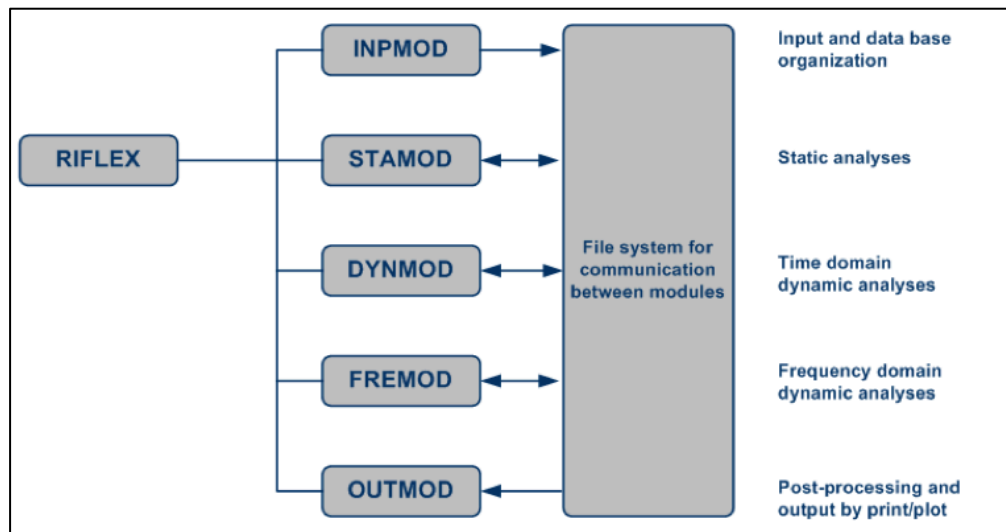 INPMOD
Input and data base
organization
RIFLEX
STAMOD
Static analyses
File system for
communication
between modules
DYNMOD
Time domain
dynamic analyses
FREMOD
Frequency domain
dynamic analyses
OUTMOD
Post-processing and
output by print/plot